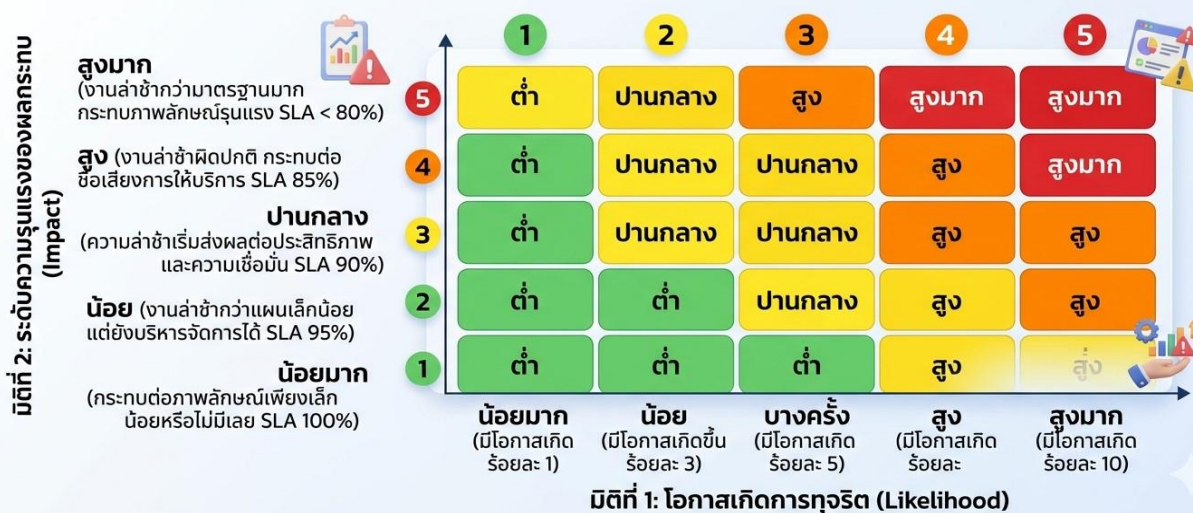 มิติที่ 2: ระดับความรุนแรงของผลกระทบ
(Impact)
1 2 3 4 5
สูงมาก
(งานล่าช้ากว่ามาตรฐานมาก
กระทบภาพลักษณ์รุนแรง SLA < 80%)
5 ต่ำ ปานกลาง สูง สูงมาก สูงมาก
สูง (งานล่าช้าผิดปกติ กระทบต่อ
ชื่อเสียงการให้บริการ SLA 85%)
4 ต่ำ ปานกลาง ปานกลาง สูง สูงมาก
ปานกลาง
(ความล่าช้าเริ่มส่งผลต่อประสิทธิภาพ
และความเชื่อมั่น SLA 90%)
3 ต่ำ ปานกลาง ปานกลาง สูง สูง
น้อย (งานล่าช้ากว่าแผนเล็กน้อย
แต่ยังบริหารจัดการได้ SLA 95%)
2 ต่ำ ต่ำ ปานกลาง สูง สูง
น้อยมาก
(กระทบต่อภาพลักษณ์เพียงเล็ก
น้อยหรือไม่มีเลย SLA 100%)
1 ต่ำ ต่ำ ต่ำ สูง สูง
น้อยมาก
(มีโอกาสเกิด
ร้อยละ 1)
น้อย
(มีโอกาสเกิดขึ้น
ร้อยละ 3)
บางครั้ง
(มีโอกาสเกิด
ร้อยละ 5)
สูง
(มีโอกาสเกิด
ร้อยละ
สูงมาก
(มีโอกาสเกิด
ร้อยละ 10)
มิติที่ 1: โอกาสเกิดการทุจริต (Likelihood)